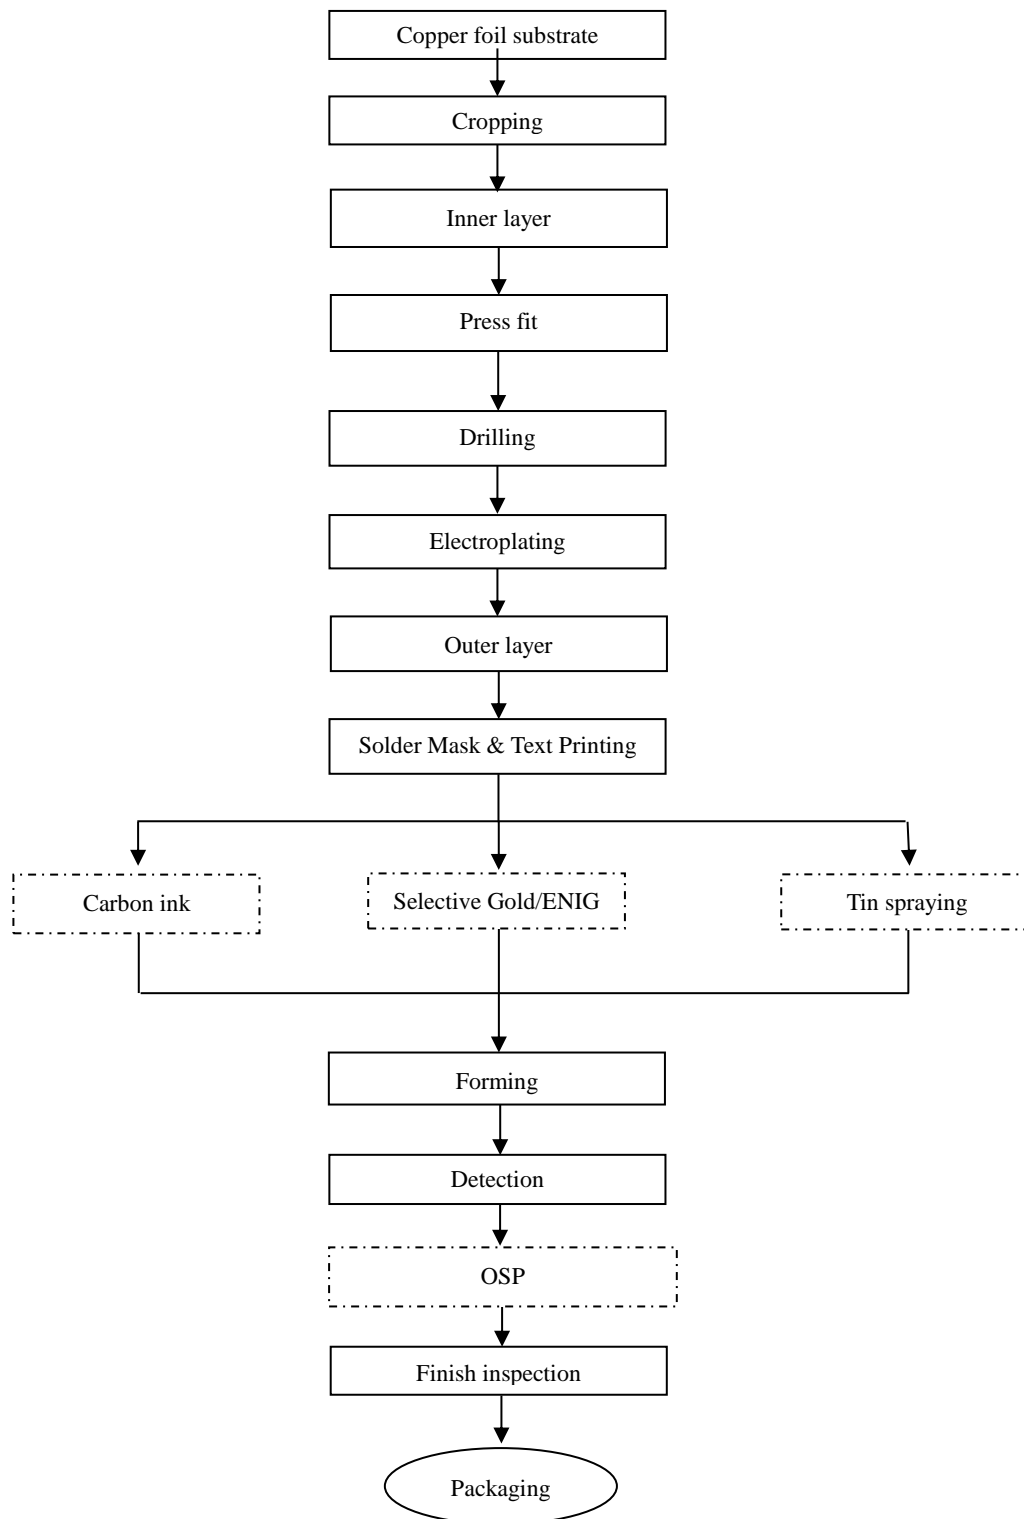 Copper foil substrate
Cropping
Inner layer
Press fit
Drilling
Electroplating
Outer layer
Solder Mask & Text Printing
Carbon ink
Selective Gold/ENIG
Tin spraying
Forming
Detection
OSP
Finish inspection
Packaging